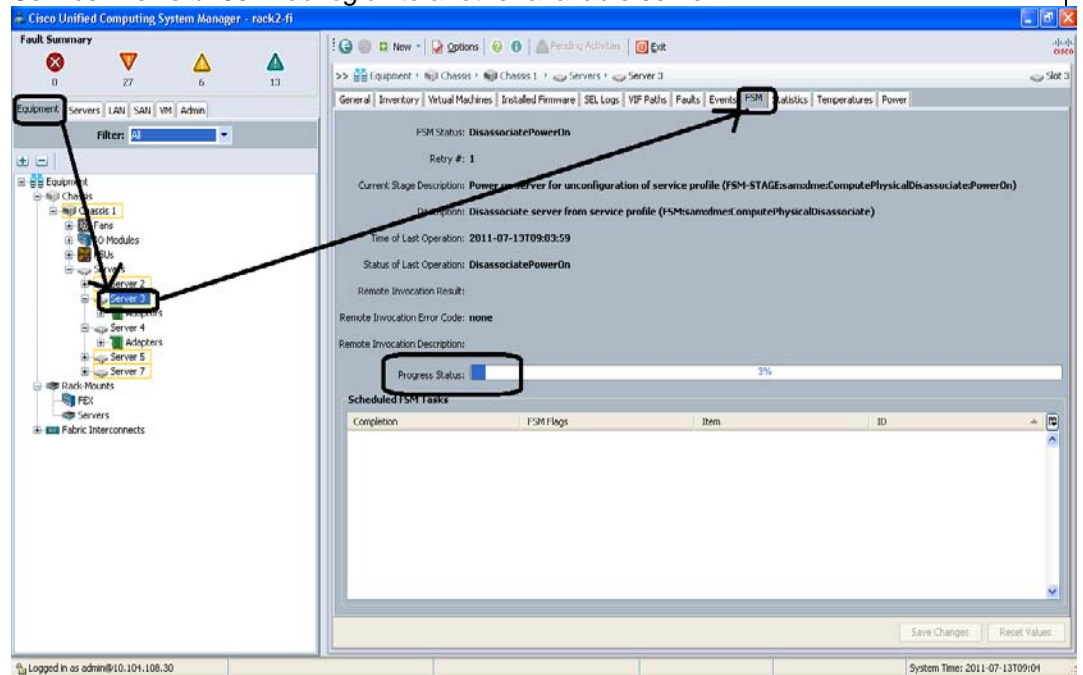 Cisco Unified Computing System Manager - rack2-fi
Fault Summary
0 27 6 13
Equipment Servers LAN SAN VM Admin
Filter: All
Equipment
Chassis
Chassis 1
Fans
IO Modules
PSUs
Servers
Server 2
Server 3
Adapters
Server 4
Adapters
Server 5
Server 7
Rack-Mounts
FEX
Servers
Fabric Interconnects
New Options Pending Activities Exit
cisco
>> Equipment Chassis Chassis 1 Servers Server 3 Slot 3
General Inventory Virtual Machines Installed Firmware SEL Logs VIF Paths Faults Events FSM Statistics Temperatures Power
FSM Status: DisassociatePowerOn
Retry #: 1
Current Stage Description: Power on server for unconfiguration of service profile (FSM-STAGE:sam:dme:ComputePhysicalDisassociate:PowerOn)
Description: Disassociate server from service profile (FSM:sam:dme:ComputePhysicalDisassociate)
Time of Last Operation: 2011-07-13T09:03:59
Status of Last Operation: DisassociatePowerOn
Remote Invocation Result:
Remote Invocation Error Code: none
Remote Invocation Description:
Progress Status: 3%
Scheduled FSM Tasks
Completion FSM Flags Item ID
Save Changes Reset Values
Logged in as admin@10.104.108.30 System Time: 2011-07-13T09:04